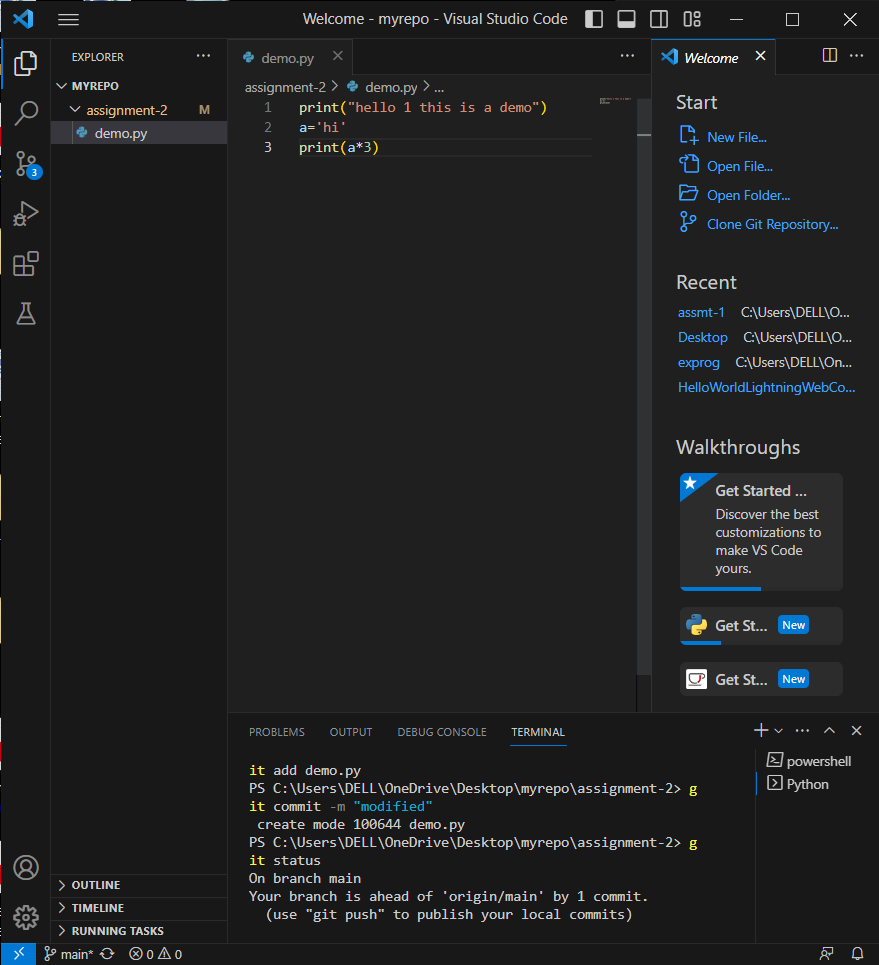 Welcome - myrepo - Visual Studio Code
EXPLORER
MYREPO
assignment-2 M
demo.py
3
OUTLINE
TIMELINE
RUNNING TASKS
demo.py
assignment-2 > demo.py > ...
1 print("hello 1 this is a demo")
2 a='hi'
3 print(a*3)
Welcome
Start
New File...
Open File...
Open Folder...
Clone Git Repository...
Recent
assmt-1 C:\Users\DELL\O...
Desktop C:\Users\DELL\O...
exprog C:\Users\DELL\On...
HelloWorldLightningWebCo...
Walkthroughs
Get Started ...
Discover the best
customizations to
make VS Code
yours.
Get St... New
Get St... New
PROBLEMS OUTPUT DEBUG CONSOLE TERMINAL
it add demo.py
PS C:\Users\DELL\OneDrive\Desktop\myrepo\assignment-2> g
it commit -m "modified"
create mode 100644 demo.py
PS C:\Users\DELL\OneDrive\Desktop\myrepo\assignment-2> g
it status
On branch main
Your branch is ahead of 'origin/main' by 1 commit.
(use "git push" to publish your local commits)
powershell
Python
main* 0 0